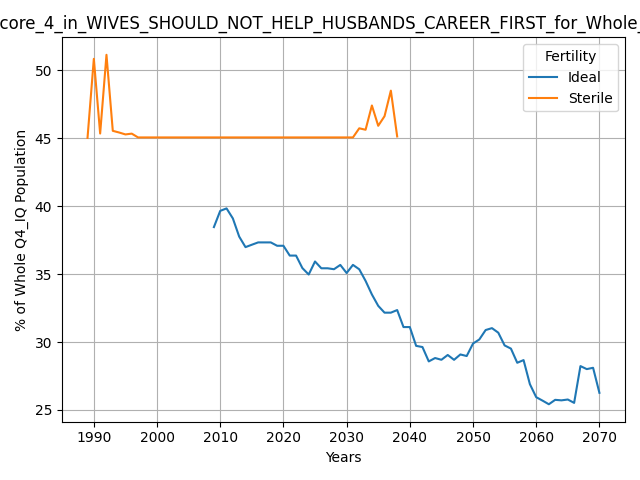 core_4_in_WIVES_SHOULD_NOT_HELP_HUSBANDS_CAREER_FIRST_for_Whole_
Fertility
Ideal
Sterile
% of Whole Q4_IQ Population
50
45
40
35
30
25
1990 2000 2010 2020 2030 2040 2050 2060 2070
Years